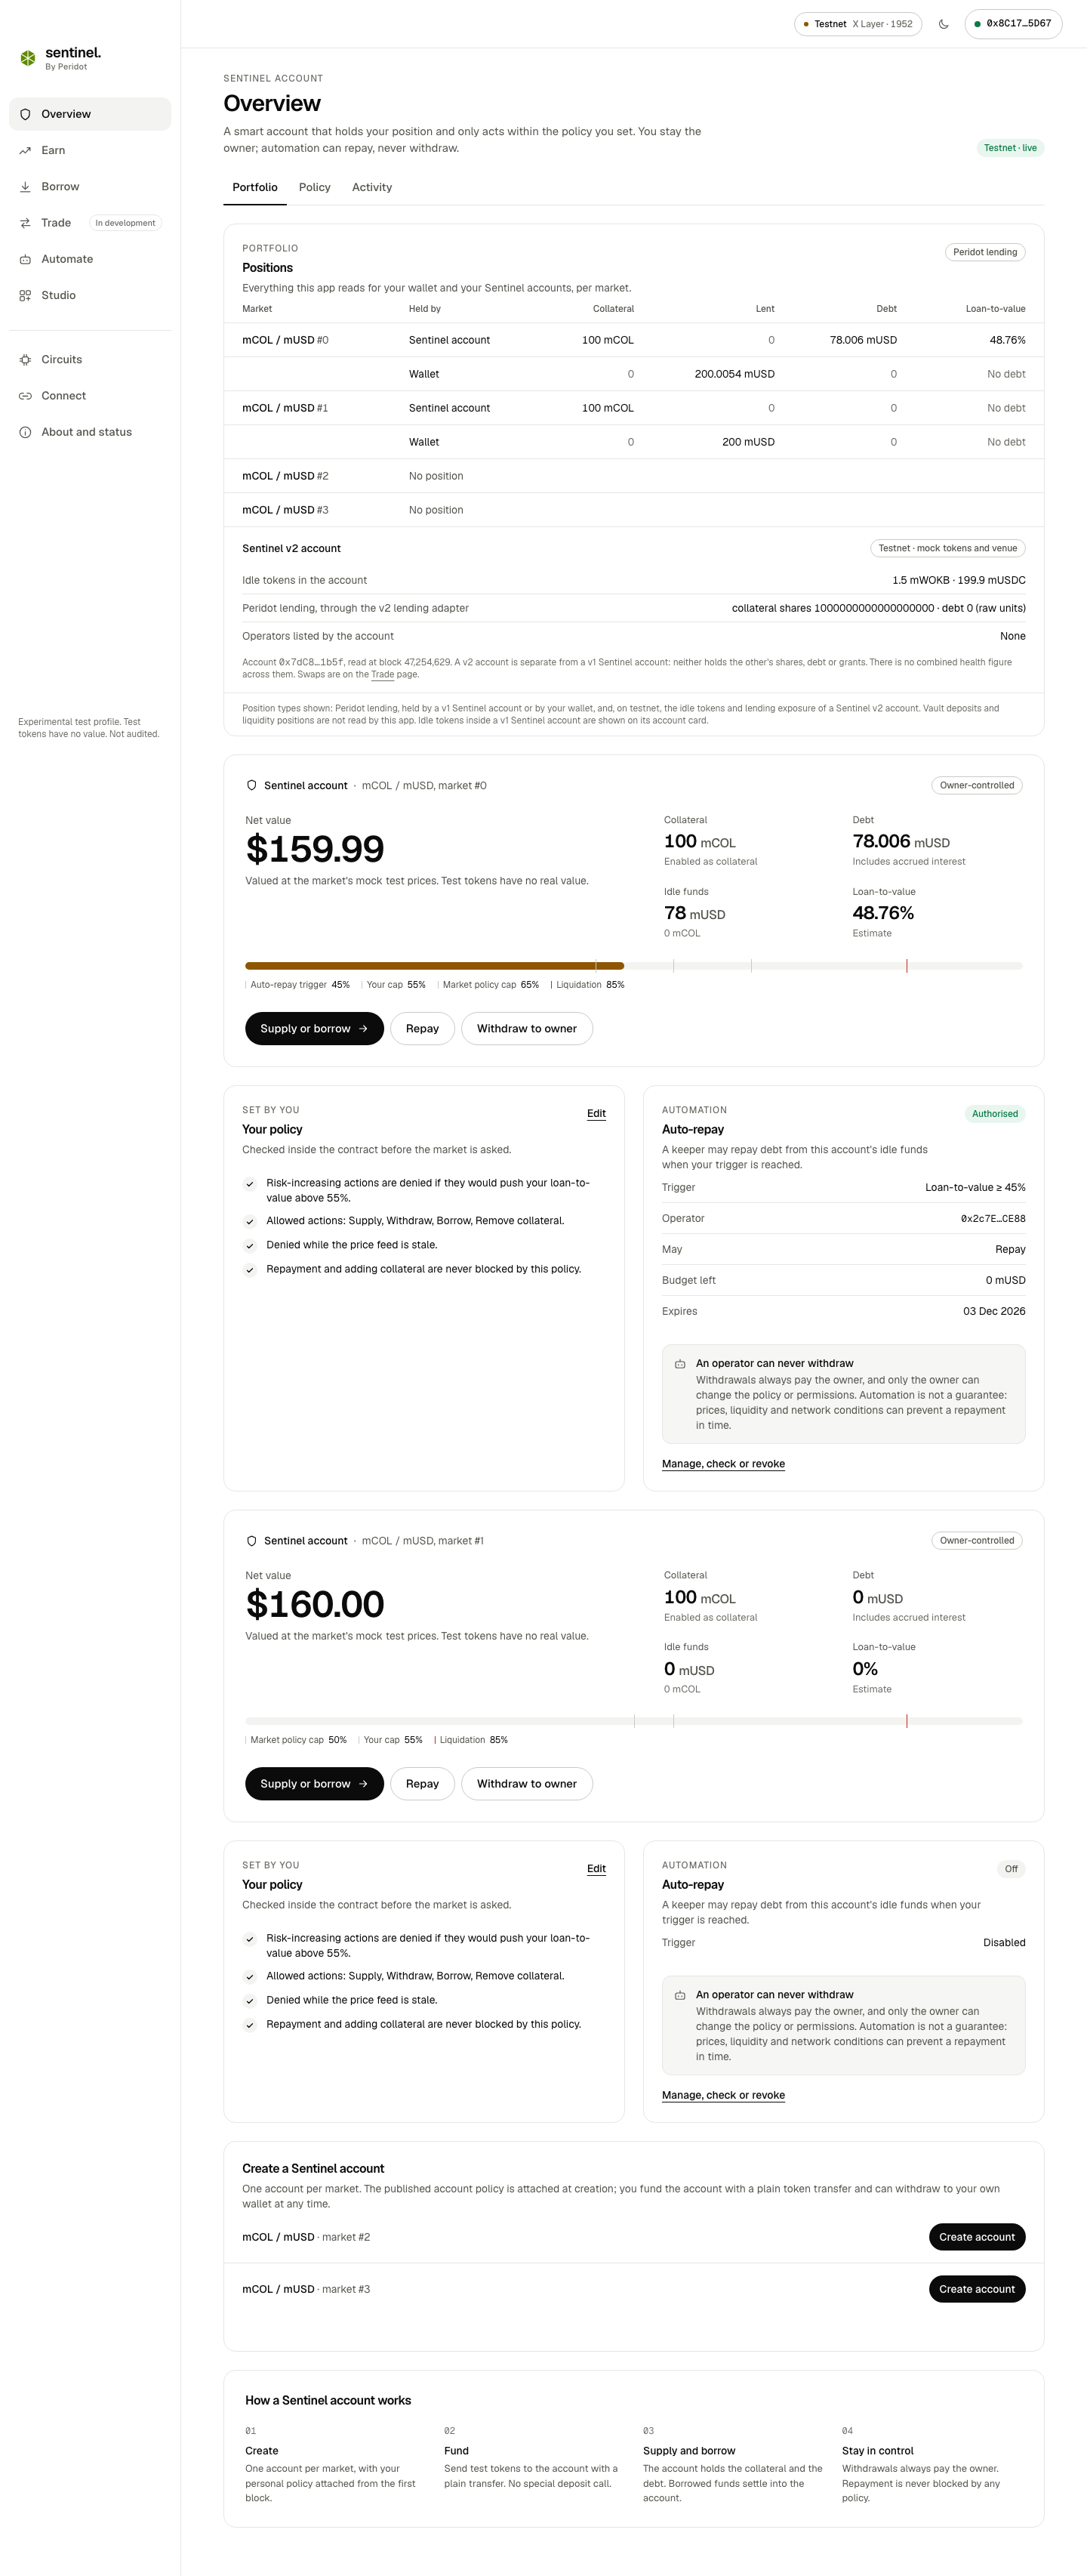 sentinel.
By Peridot
Overview
Earn
Borrow
Trade In development
Automate
Studio
Circuits
Connect
About and status
Experimental test profile. Test
tokens have no value. Not audited.
Testnet X Layer · 1952
0x8C17…5D67
SENTINEL ACCOUNT
Overview
A smart account that holds your position and only acts within the policy you set. You stay the
owner; automation can repay, never withdraw.
Testnet · live
Portfolio Policy Activity
PORTFOLIO
Positions
Peridot lending
Everything this app reads for your wallet and your Sentinel accounts, per market.
Market Held by Collateral Lent Debt Loan-to-value
mCOL / mUSD #0 Sentinel account 100 mCOL 0 78.006 mUSD 48.76%
Wallet 0 200.0054 mUSD 0 No debt
mCOL / mUSD #1 Sentinel account 100 mCOL 0 0 No debt
Wallet 0 200 mUSD 0 No debt
mCOL / mUSD #2 No position
mCOL / mUSD #3 No position
Sentinel v2 account Testnet · mock tokens and venue
Idle tokens in the account 1.5 mWOKB · 199.9 mUSDC
Peridot lending, through the v2 lending adapter collateral shares 1000000000000000000 · debt 0 (raw units)
Operators listed by the account None
Account 0x7dC8…1b5f, read at block 47,254,629. A v2 account is separate from a v1 Sentinel account: neither holds the other's shares, debt or grants. There is no combined health figure
across them. Swaps are on the Trade page.
Position types shown: Peridot lending, held by a v1 Sentinel account or by your wallet, and, on testnet, the idle tokens and lending exposure of a Sentinel v2 account. Vault deposits and
liquidity positions are not read by this app. Idle tokens inside a v1 Sentinel account are shown on its account card.
Sentinel account · mCOL / mUSD, market #0 Owner-controlled
Net value
$159.99
Valued at the market's mock test prices. Test tokens have no real value.
Collateral
100 mCOL
Enabled as collateral
Debt
78.006 mUSD
Includes accrued interest
Idle funds
78 mUSD
0 mCOL
Loan-to-value
48.76%
Estimate
Auto-repay trigger 45% Your cap 55% Market policy cap 65% Liquidation 85%
Supply or borrow → Repay Withdraw to owner
SET BY YOU
Your policy
Edit
Checked inside the contract before the market is asked.
Risk-increasing actions are denied if they would push your loan-to-
value above 55%.
Allowed actions: Supply, Withdraw, Borrow, Remove collateral.
Denied while the price feed is stale.
Repayment and adding collateral are never blocked by this policy.
AUTOMATION
Auto-repay
Authorised
A keeper may repay debt from this account's idle funds
when your trigger is reached.
Trigger Loan-to-value ≥ 45%
Operator 0x2c7E…CE88
May Repay
Budget left 0 mUSD
Expires 03 Dec 2026
An operator can never withdraw
Withdrawals always pay the owner, and only the owner can
change the policy or permissions. Automation is not a guarantee:
prices, liquidity and network conditions can prevent a repayment
in time.
Manage, check or revoke
Sentinel account · mCOL / mUSD, market #1 Owner-controlled
Net value
$160.00
Valued at the market's mock test prices. Test tokens have no real value.
Collateral
100 mCOL
Enabled as collateral
Debt
0 mUSD
Includes accrued interest
Idle funds
0 mUSD
0 mCOL
Loan-to-value
0%
Estimate
Market policy cap 50% Your cap 55% Liquidation 85%
Supply or borrow → Repay Withdraw to owner
SET BY YOU
Your policy
Edit
Checked inside the contract before the market is asked.
Risk-increasing actions are denied if they would push your loan-to-
value above 55%.
Allowed actions: Supply, Withdraw, Borrow, Remove collateral.
Denied while the price feed is stale.
Repayment and adding collateral are never blocked by this policy.
AUTOMATION
Auto-repay
Off
A keeper may repay debt from this account's idle funds when your
trigger is reached.
Trigger Disabled
An operator can never withdraw
Withdrawals always pay the owner, and only the owner can
change the policy or permissions. Automation is not a guarantee:
prices, liquidity and network conditions can prevent a repayment
in time.
Manage, check or revoke
Create a Sentinel account
One account per market. The published account policy is attached at creation; you fund the account with a plain token transfer and can withdraw to your own
wallet at any time.
mCOL / mUSD · market #2 Create account
mCOL / mUSD · market #3 Create account
How a Sentinel account works
01
Create
One account per market, with your
personal policy attached from the first
block.
02
Fund
Send test tokens to the account with a
plain transfer. No special deposit call.
03
Supply and borrow
The account holds the collateral and the
debt. Borrowed funds settle into the
account.
04
Stay in control
Withdrawals always pay the owner.
Repayment is never blocked by any
policy.